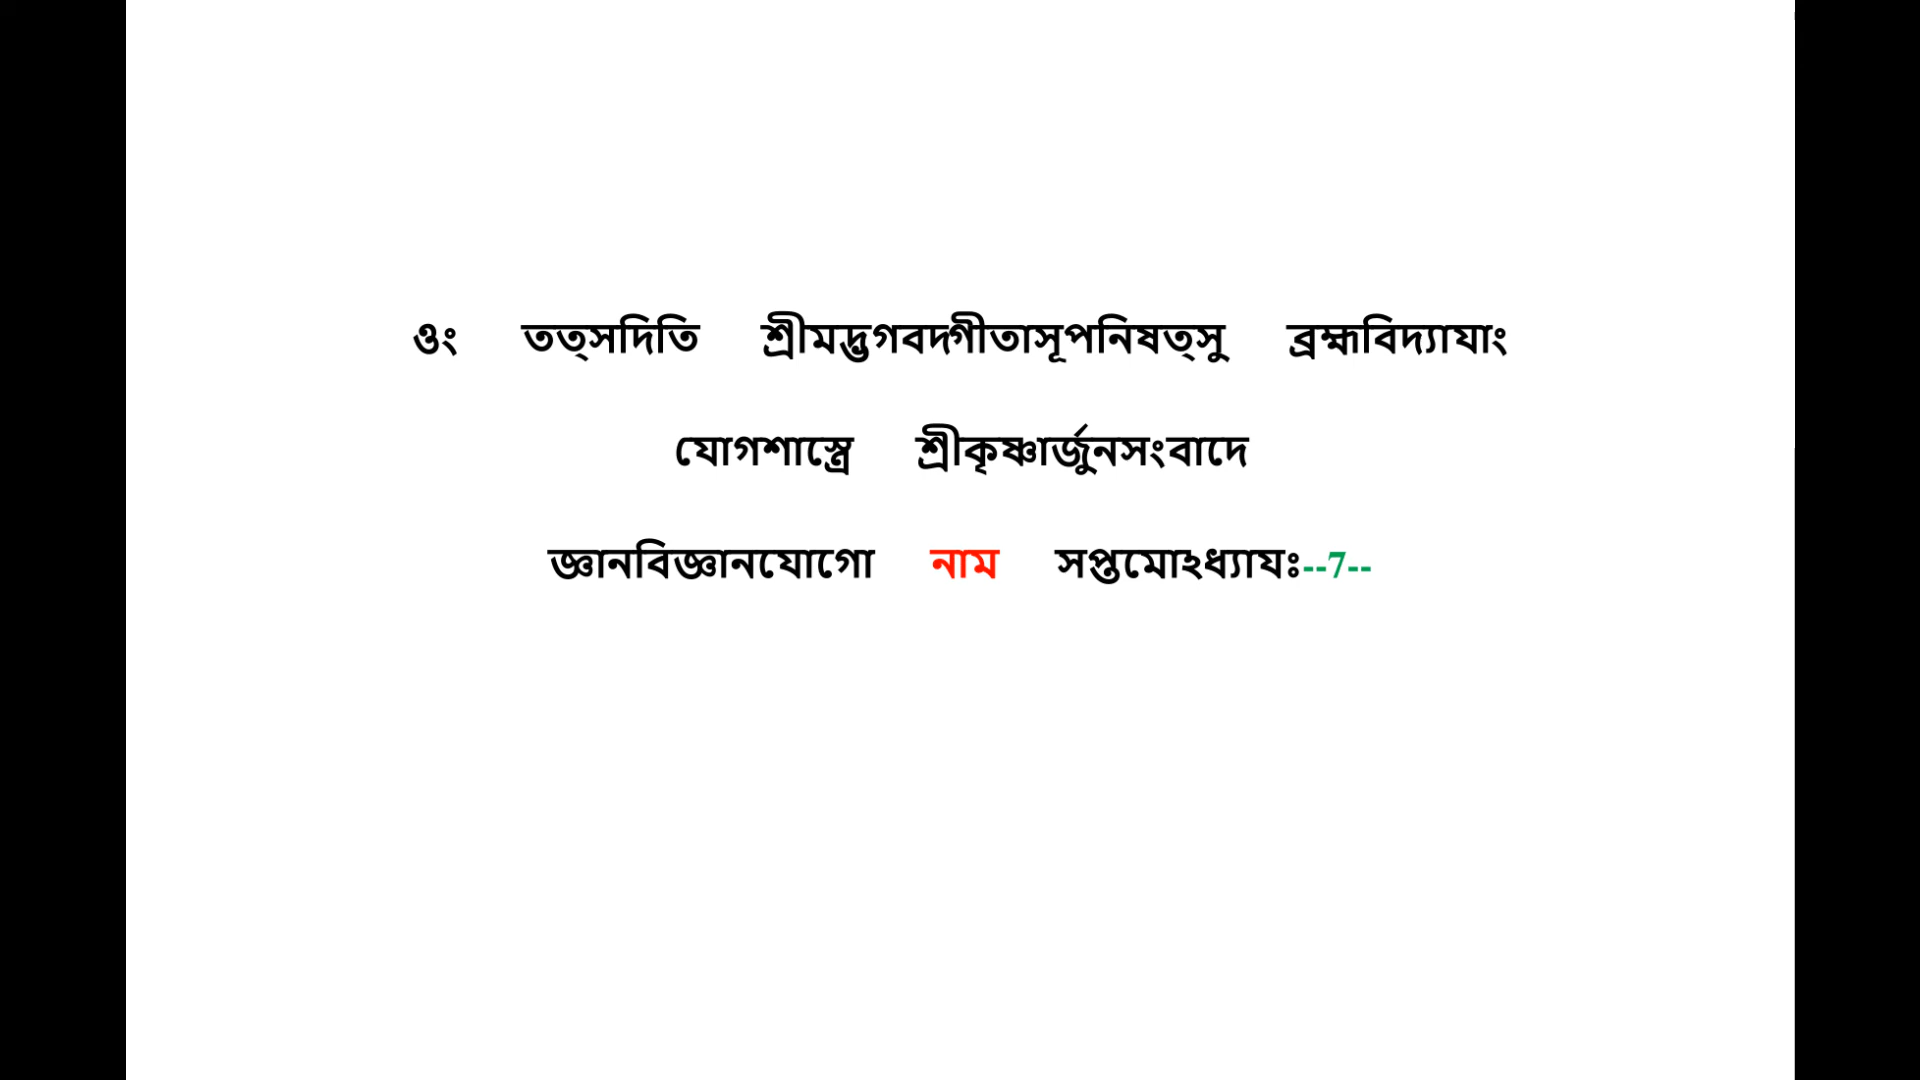 ওং তত্সদিতি শ্রীমদ্ভগবদ্গীতাসূপনিষত্সু ব্রহ্মবিদ্যাযাং
যোগশাস্ত্রে শ্রীকৃষ্ণার্জুনসংবাদে
জ্ঞানবিজ্ঞানযোগো নাম সপ্তমোঽধ্যাযঃ--7--